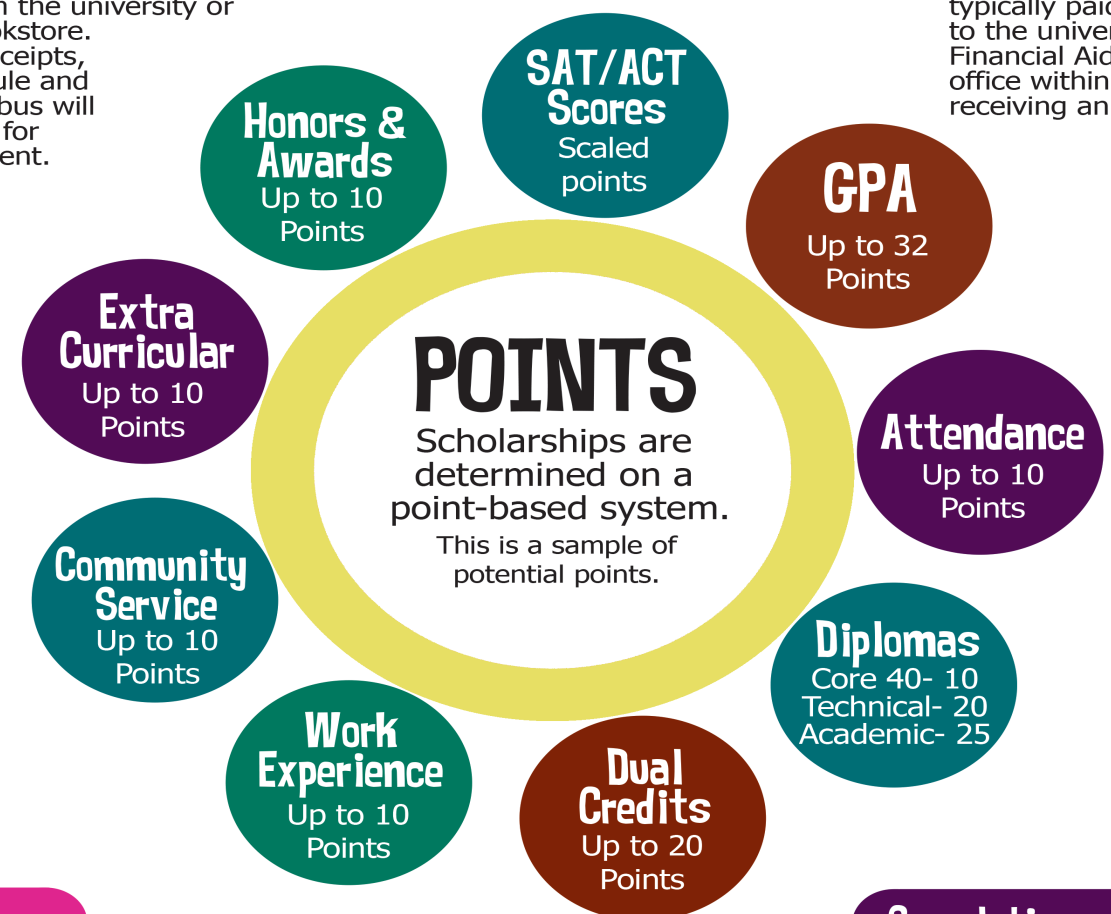 the university or
okstore.
ceipts,
ule and
bus will
for
ent.
typically paid
to the univer
Financial Aid
office within
receiving an
SAT/ACT
Scores
Scaled
points
Honors &
Awards
Up to 10
Points
GPA
Up to 32
Points
Extra
Curricular
Up to 10
Points
POINTS
Scholarships are
determined on a
point-based system.
This is a sample of
potential points.
Attendance
Up to 10
Points
Community
Service
Up to 10
Points
Diplomas
Core 40- 10
Technical- 20
Academic- 25
Work
Experience
Up to 10
Points
Dual
Credits
Up to 20
Points